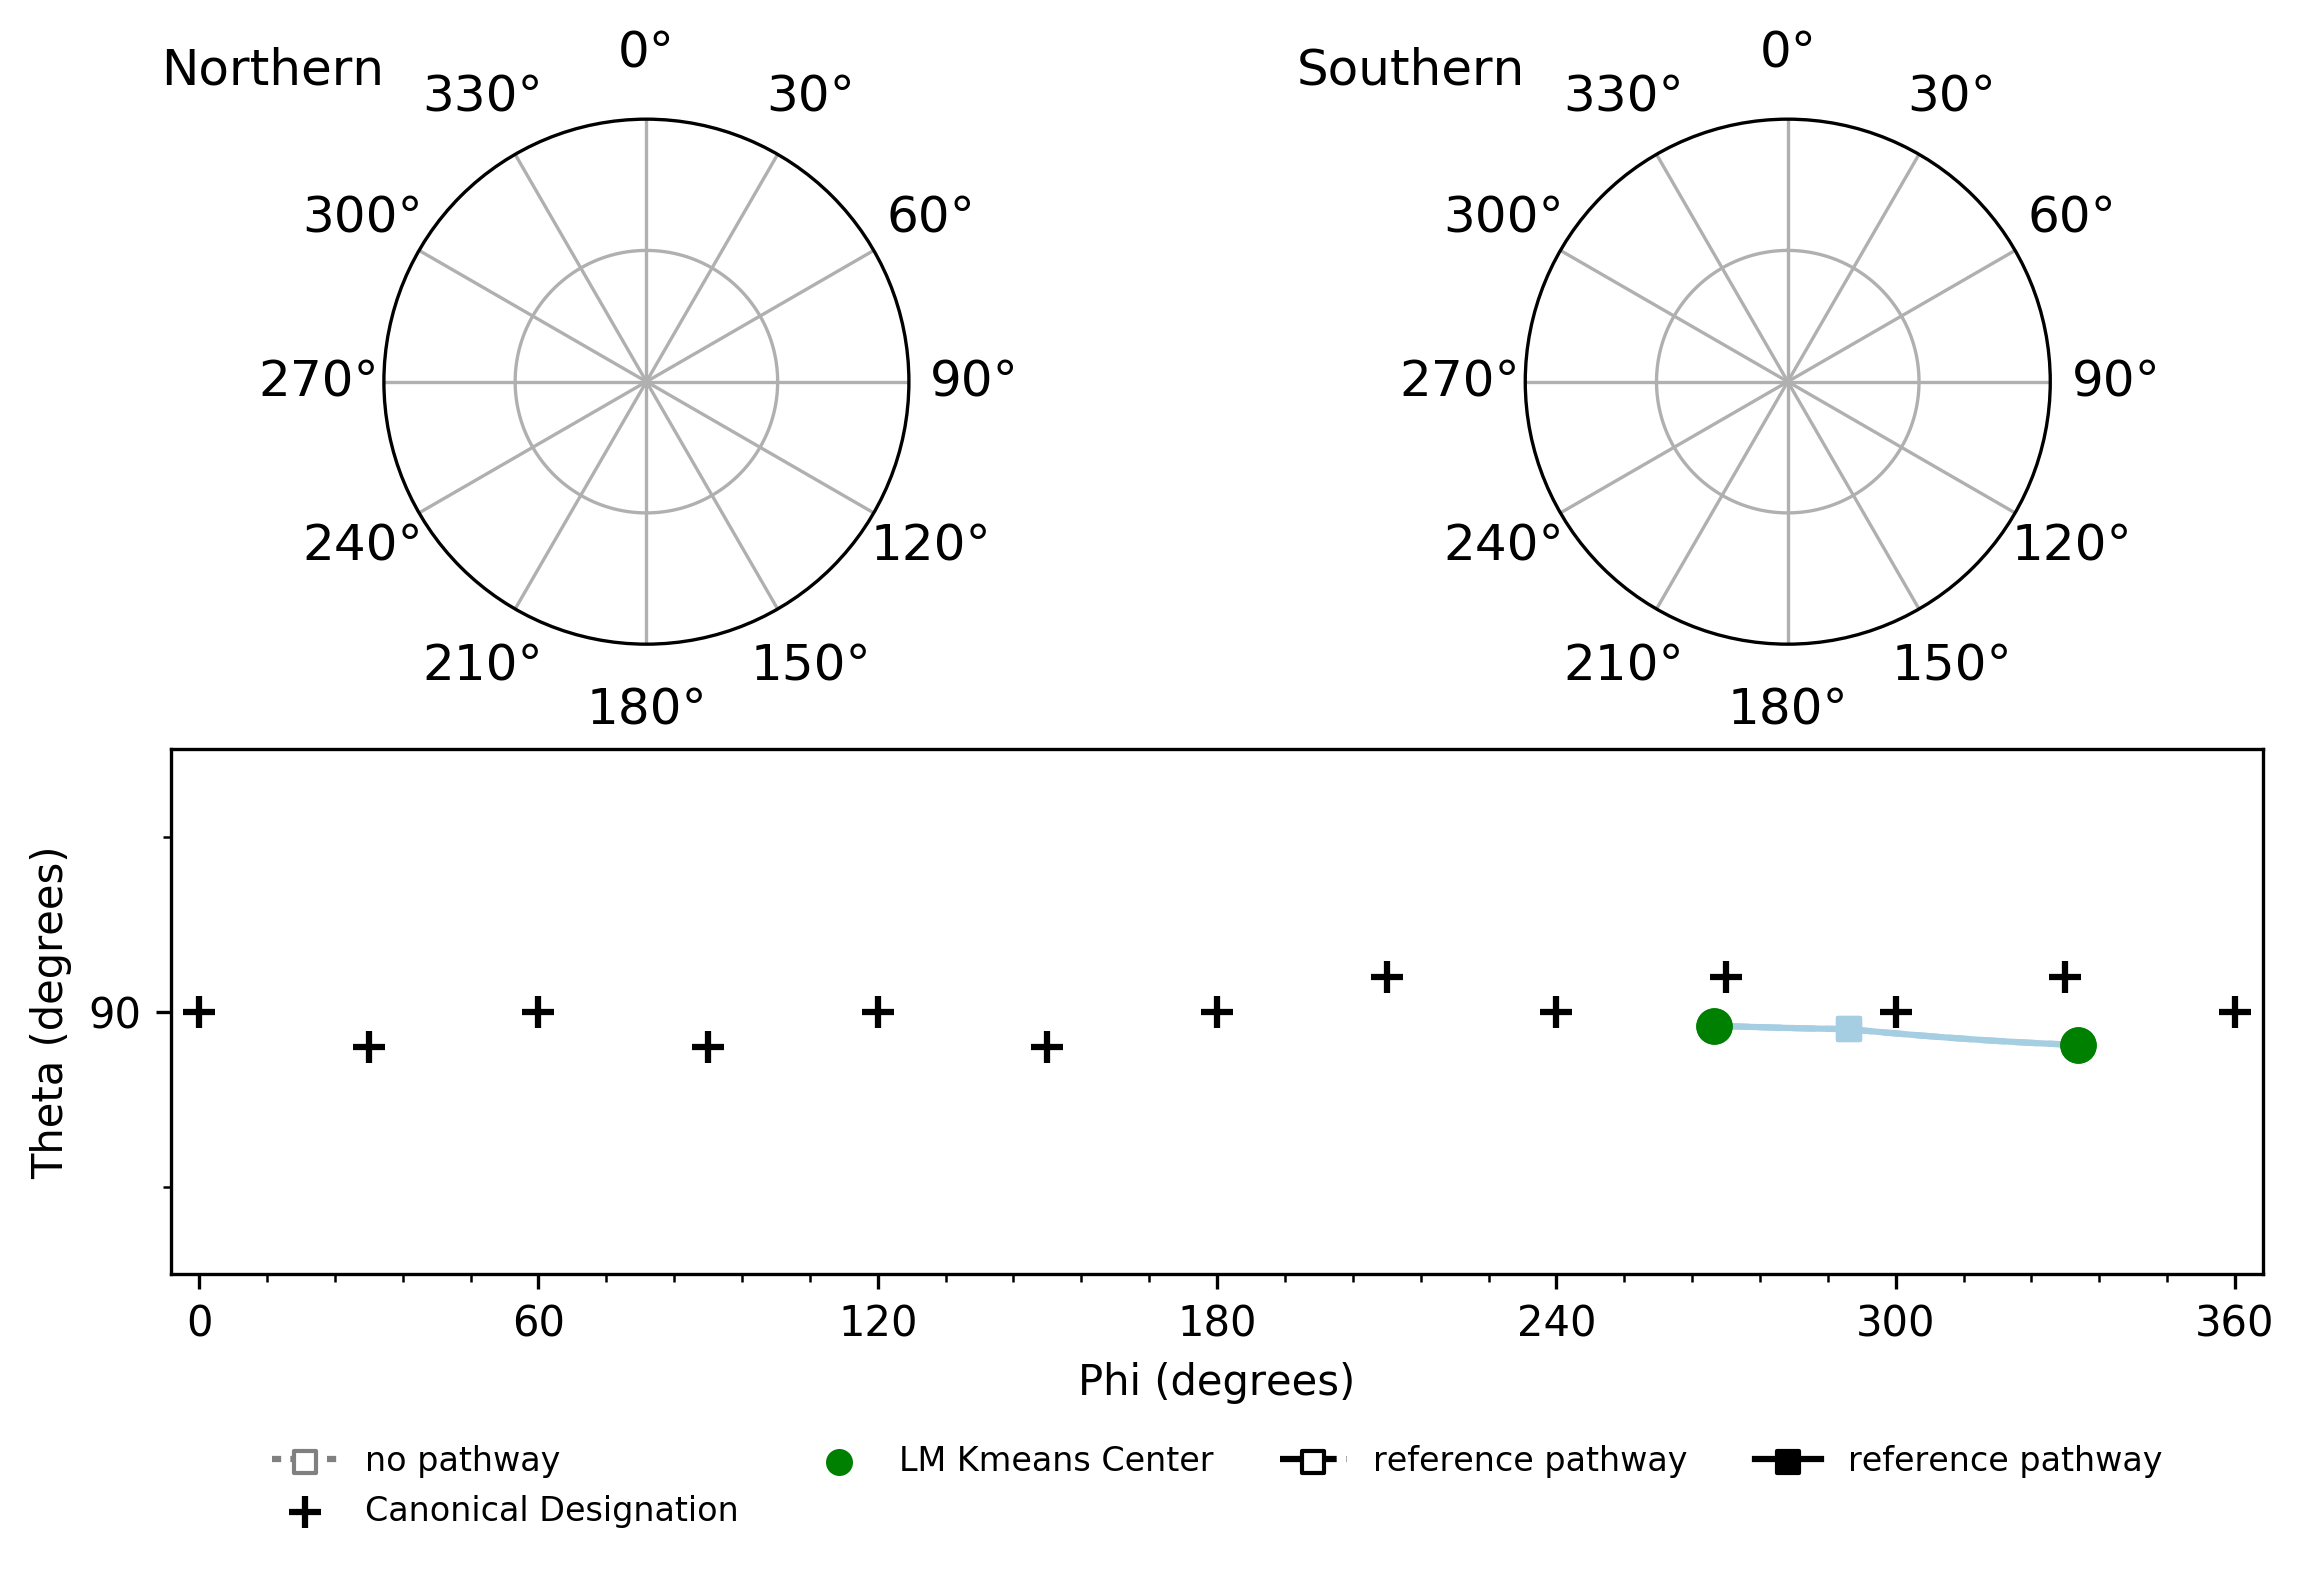 Northern
0°
330°
30°
300°
60°
270°
90°
240°
120°
210°
150°
180°
Southern
0°
330°
30°
300°
60°
270°
90°
240°
120°
210°
150°
180°
Theta (degrees)
90
0 60 120 180 240 300 360
Phi (degrees)
no pathway
Canonical Designation
LM Kmeans Center
reference pathway
reference pathway